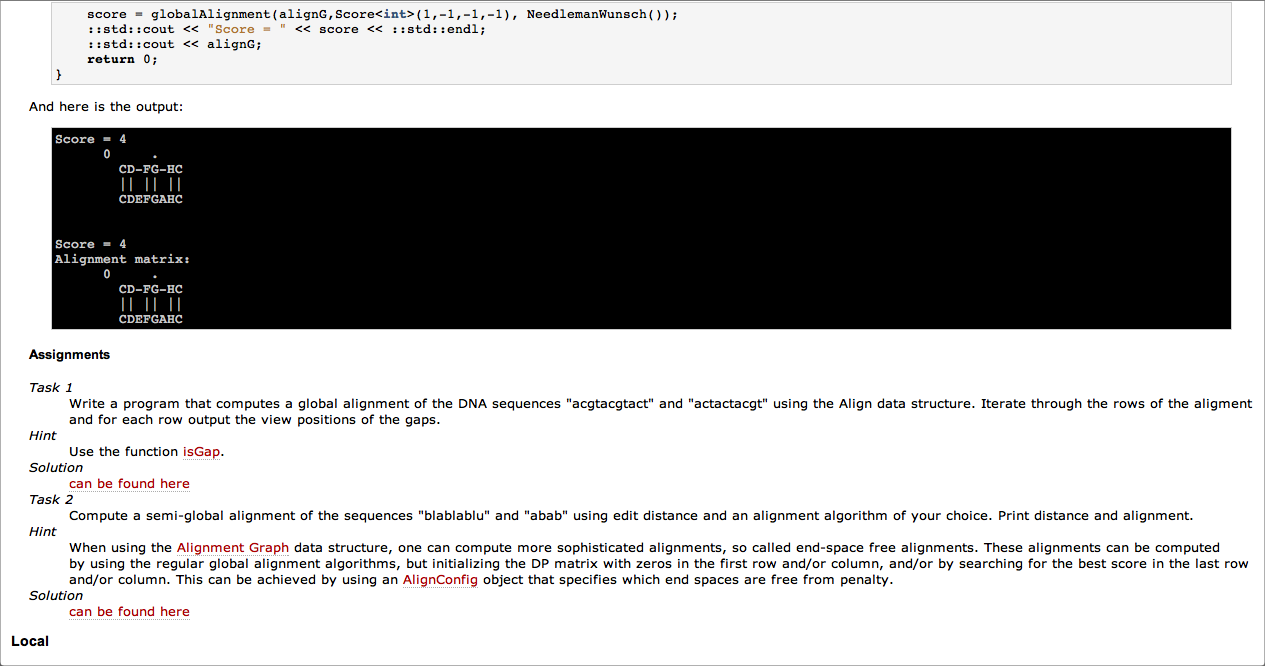 score = globalAlignment(alignG,Score<int>(1,-1,-1,-1), NeedlemanWunsch());
::std::cout << "Score = " << score << ::std::endl;
::std::cout << alignG;
return 0;
}
And here is the output:
Score = 4
0 .
CD-FG-HC
|| || ||
CDEFGAHC
Score = 4
Alignment matrix:
0 .
CD-FG-HC
|| || ||
CDEFGAHC
Assignments
Task 1
Write a program that computes a global alignment of the DNA sequences "acgtacgtact" and "actactacgt" using the Align data structure. Iterate through the rows of the aligment
and for each row output the view positions of the gaps.
Hint
Use the function isGap.
Solution
can be found here
Task 2
Compute a semi-global alignment of the sequences "blablablu" and "abab" using edit distance and an alignment algorithm of your choice. Print distance and alignment.
Hint
When using the Alignment Graph data structure, one can compute more sophisticated alignments, so called end-space free alignments. These alignments can be computed
by using the regular global alignment algorithms, but initializing the DP matrix with zeros in the first row and/or column, and/or by searching for the best score in the last row
and/or column. This can be achieved by using an AlignConfig object that specifies which end spaces are free from penalty.
Solution
can be found here
Local